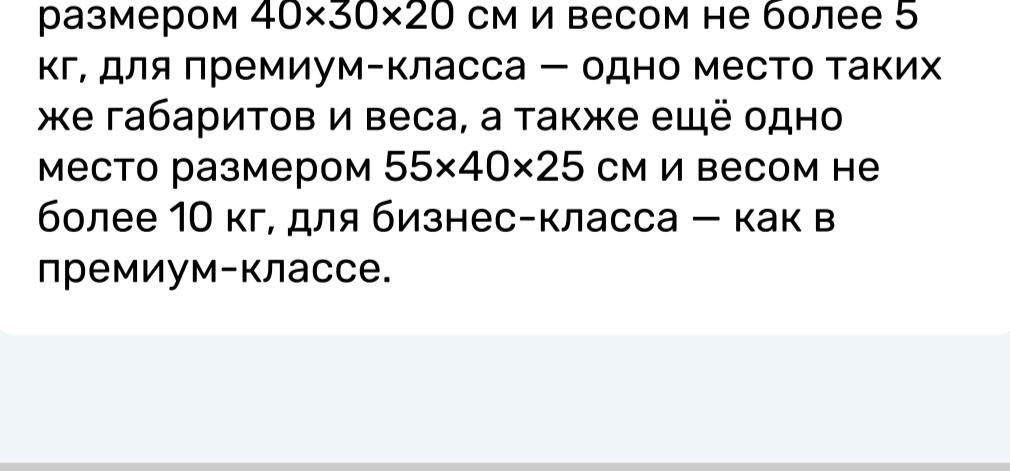 размером 40×30×20 см и весом не более 5
кг, для премиум-класса — одно место таких
же габаритов и веса, а также ещё одно
место размером 55×40×25 см и весом не
более 10 кг, для бизнес-класса — как в
премиум-классе.